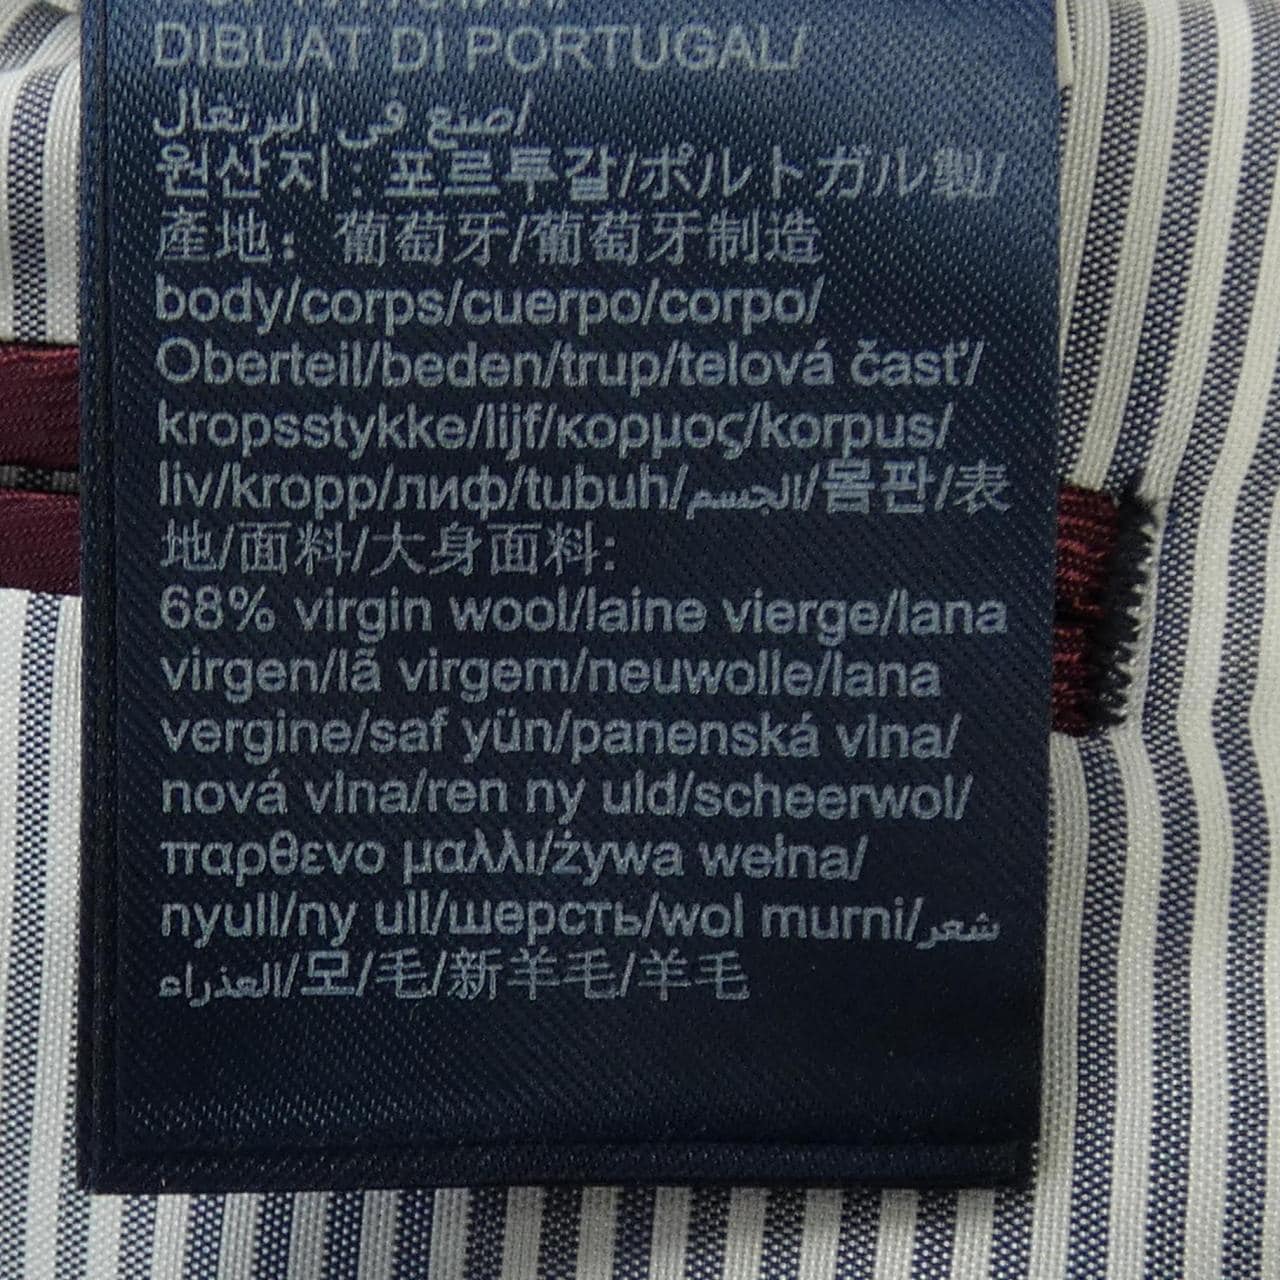 DIBUAT DI PORTUGAL/
صنع في البرتغال/
원산지 : 포르투갈/ポルトガル製/
產地: 葡萄牙/葡萄牙制造
body/corps/cuerpo/corpo/
Oberteil/beden/trup/telová časť/
kropsstykke/lijf/κορμος/korpus/
liv/kropp/лиф/tubuh/الجسم/몸판/表
地/面料/大身面料:
68% virgin wool/laine vierge/lana
virgen/lã virgem/neuwolle/lana
vergine/saf yün/panenská vlna/
nová vlna/ren ny uld/scheerwol/
παρθενο μαλλι/żywa wełna/
nyull/ny ull/шерсть/wol murni/شعر
العذراء/모/毛/新羊毛/羊毛